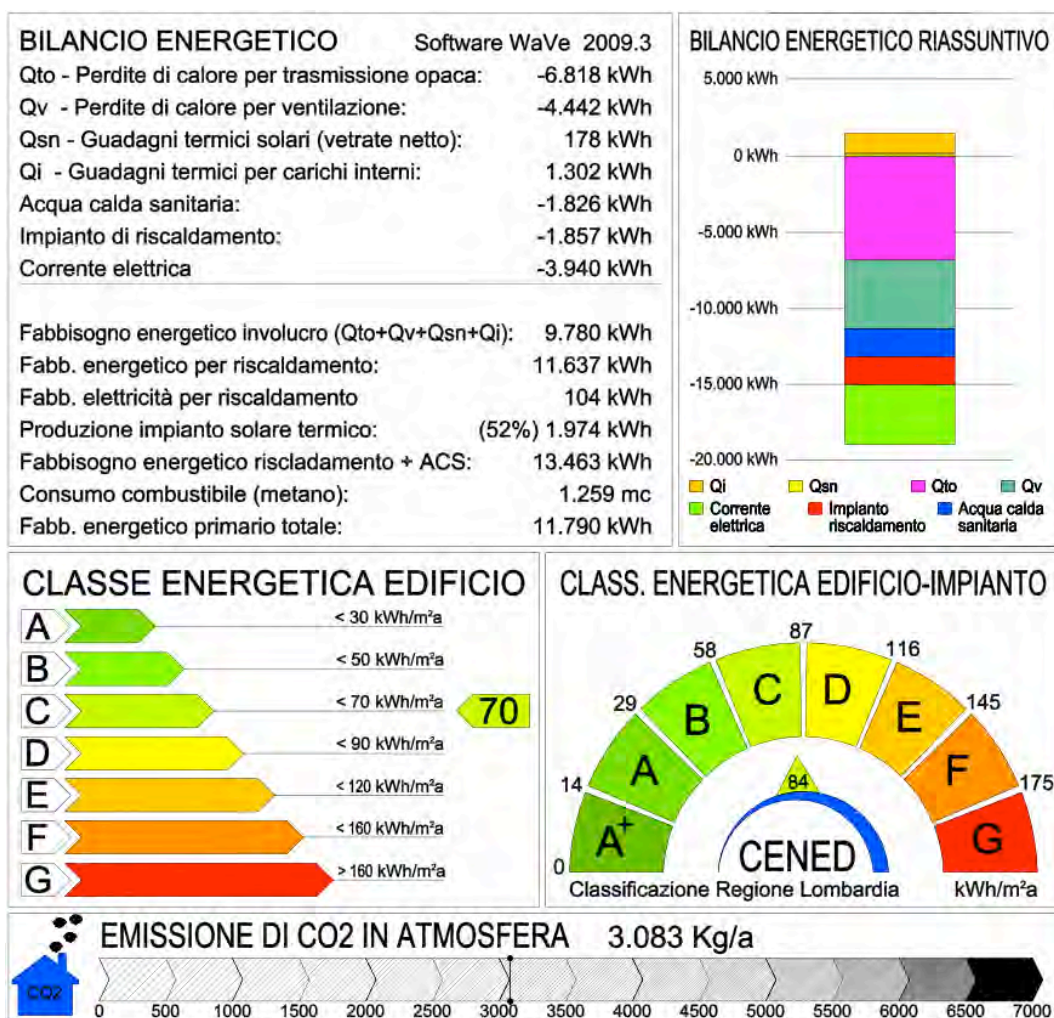 BILANCIO ENERGETICO Software WaVe 2009.3
Qto - Perdite di calore per trasmissione opaca: -6.818 kWh
Qv - Perdite di calore per ventilazione: -4.442 kWh
Qsn - Guadagni termici solari (vetrate netto): 178 kWh
Qi - Guadagni termici per carichi interni: 1.302 kWh
Acqua calda sanitaria: -1.826 kWh
Impianto di riscaldamento: -1.857 kWh
Corrente elettrica -3.940 kWh
Fabbisogno energetico involucro (Qto+Qv+Qsn+Qi): 9.780 kWh
Fabb. energetico per riscaldamento: 11.637 kWh
Fabb. elettricità per riscaldamento 104 kWh
Produzione impianto solare termico: (52%) 1.974 kWh
Fabbisogno energetico riscladamento + ACS: 13.463 kWh
Consumo combustibile (metano): 1.259 mc
Fabb. energetico primario totale: 11.790 kWh
BILANCIO ENERGETICO RIASSUNTIVO
5.000 kWh
0 kWh
-5.000 kWh
-10.000 kWh
-15.000 kWh
-20.000 kWh
Qi Qsn Qto Qv
Corrente elettrica
Impianto riscaldamento
Acqua calda sanitaria
CLASSE ENERGETICA EDIFICIO
A < 30 kWh/m²a
B < 50 kWh/m²a
C < 70 kWh/m²a 70
D < 90 kWh/m²a
E < 120 kWh/m²a
F < 160 kWh/m²a
G > 160 kWh/m²a
CLASS. ENERGETICA EDIFICIO-IMPIANTO
0 14 29 58 87 116 145 175
A+ A B C D E F G
84
CENED
Classificazione Regione Lombardia kWh/m²a
EMISSIONE DI CO2 IN ATMOSFERA 3.083 Kg/a
CO2
0 500 1000 1500 2000 2500 3000 3500 4000 4500 5000 5500 6000 6500 7000